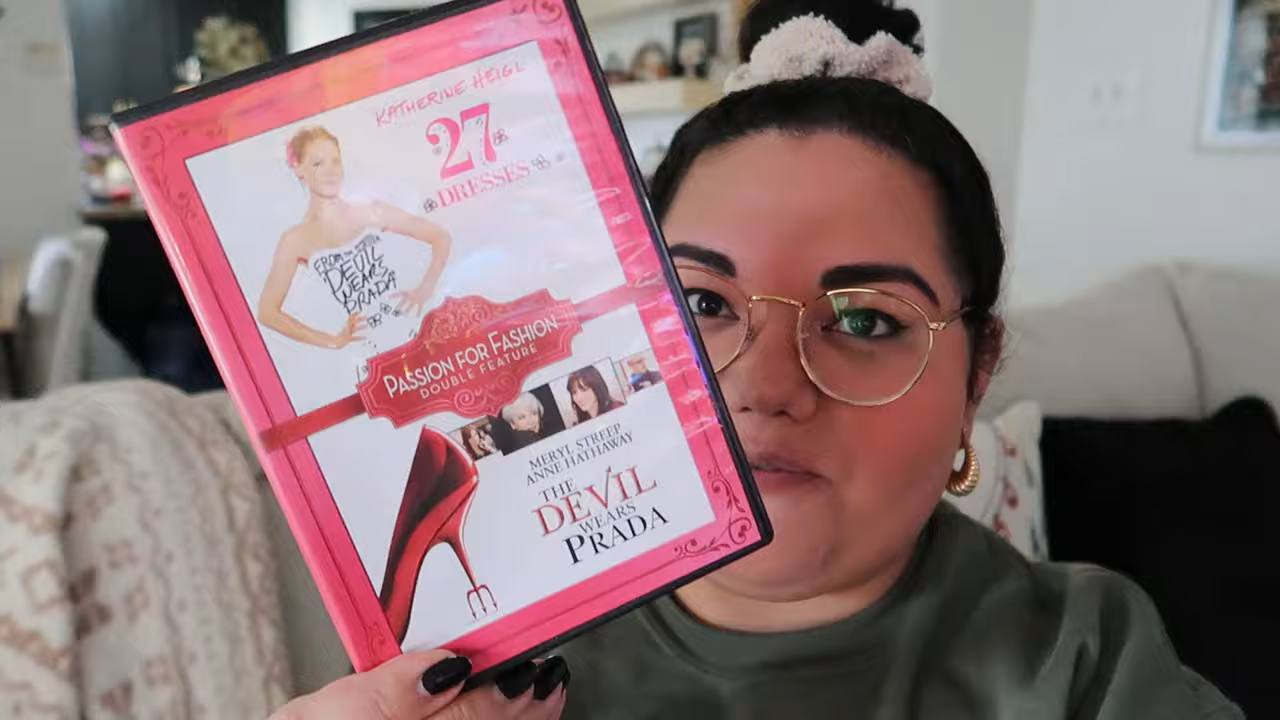 KATHERINE HEIGL
27
DRESSES
FROM THE
DEVIL
WEARS
PRADA
PASSION FOR FASHION
DOUBLE FEATURE
MERYL STREEP
ANNE HATHAWAY
THE
DEVIL
WEARS
PRADA